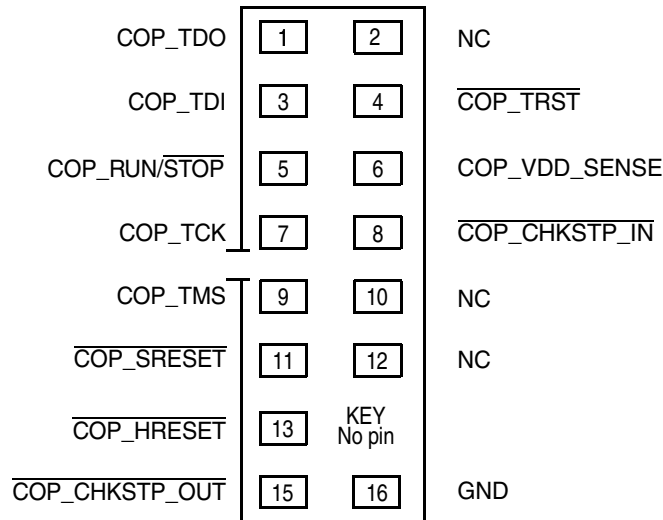 COP_TDO 1 2 NC
COP_TDI 3 4 COP_TRST
COP_RUN/STOP 5 6 COP_VDD_SENSE
COP_TCK 7 8 COP_CHKSTP_IN
COP_TMS 9 10 NC
COP_SRESET 11 12 NC
COP_HRESET 13 KEY
No pin
COP_CHKSTP_OUT 15 16 GND